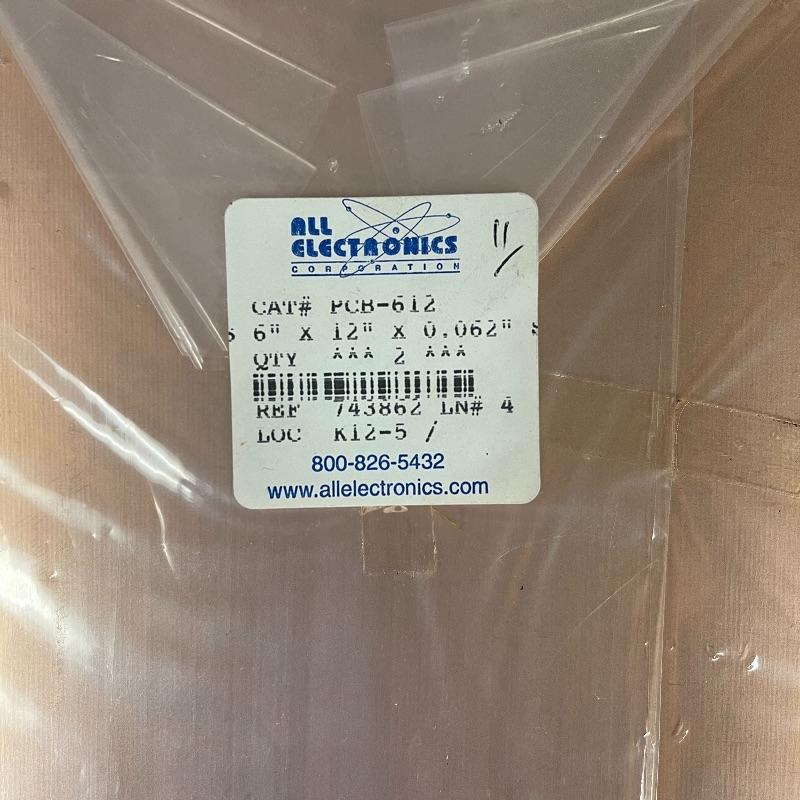 ALL
ELECTRONICS
CORPORATION
11/
CAT# PCB-612
S 6" X 12" X 0.062" S
QTY *** 2 ***
REF 743862 LN# 4
LOC K12-5 /
800-826-5432
www.allelectronics.com